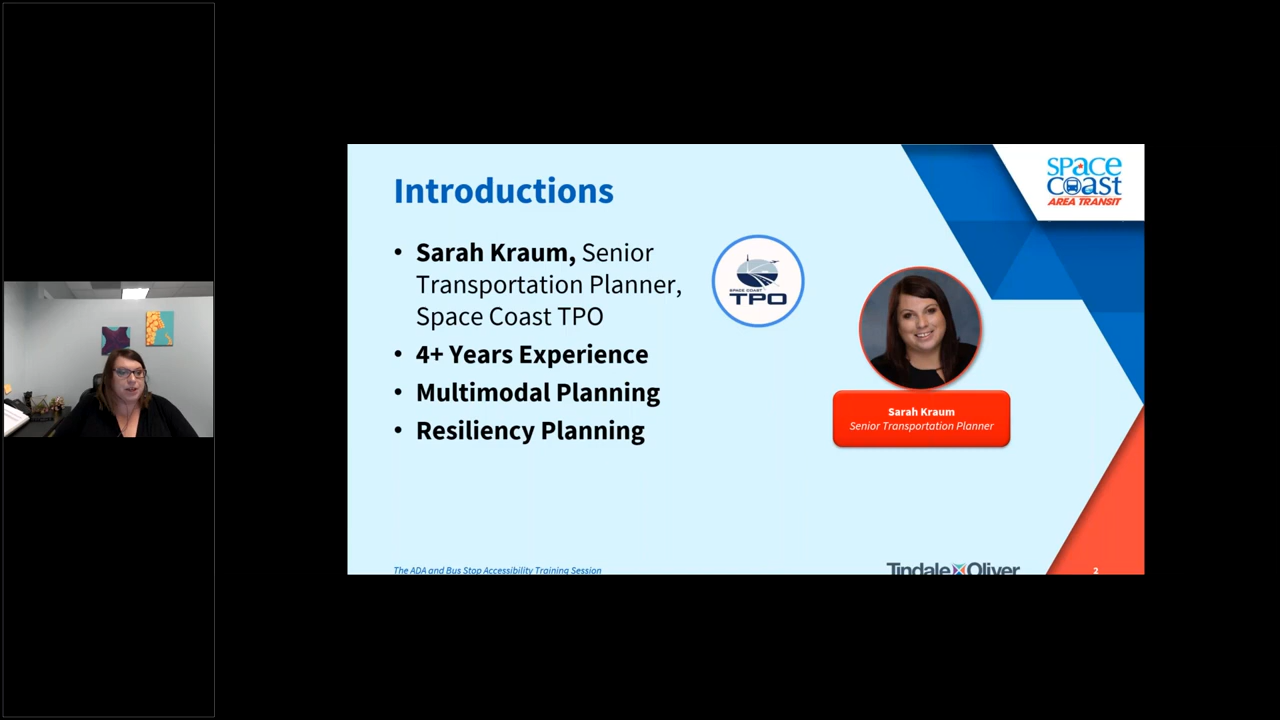 Introductions
• Sarah Kraum, Senior
Transportation Planner,
Space Coast TPO
• 4+ Years Experience
• Multimodal Planning
• Resiliency Planning
SPACE COAST
TPO
space
coast
AREA TRANSIT
Sarah Kraum
Senior Transportation Planner
The ADA and Bus Stop Accessibility Training Session
Tindale Oliver
2